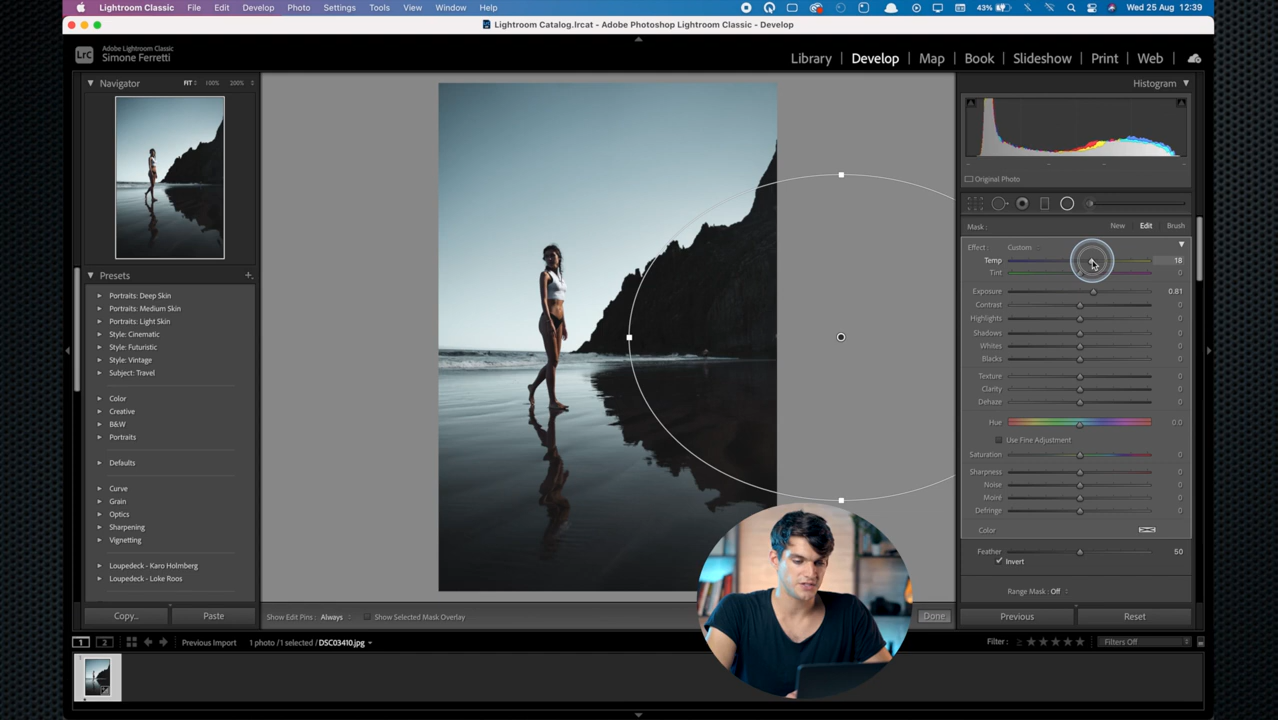 Lightroom Classic File Edit Develop Photo Settings Tools View Window Help 43% Wed 25 Aug 12:39
Lightroom Catalog.lrcat - Adobe Photoshop Lightroom Classic - Develop
LrC
Adobe Lightroom Classic
Simone Ferretti
Library Develop Map Book Slideshow Print Web
Navigator FIT 100% 200%
Presets
Portraits: Deep Skin
Portraits: Medium Skin
Portraits: Light Skin
Style: Cinematic
Style: Futuristic
Style: Vintage
Subject: Travel
Color
Creative
B&W
Portraits
Defaults
Curve
Grain
Optics
Sharpening
Vignetting
Loupedeck - Karo Holmberg
Loupedeck - Loke Roos
Copy... Paste
Show Edit Pins: Always Show Selected Mask Overlay Done
Histogram
Original Photo
Mask: New Edit Brush
Effect: Custom
Temp 18
Tint 0
Exposure 0.81
Contrast 0
Highlights 0
Shadows 0
Whites 0
Blacks 0
Texture 0
Clarity 0
Dehaze 0
Hue 0.0
Use Fine Adjustment
Saturation 0
Sharpness 0
Noise 0
Moiré 0
Defringe 0
Color
Feather 50
Invert
Range Mask: Off
Previous Reset
1 2 Previous Import 1 photo / 1 selected / DSC03410.jpg Filter: Filters Off